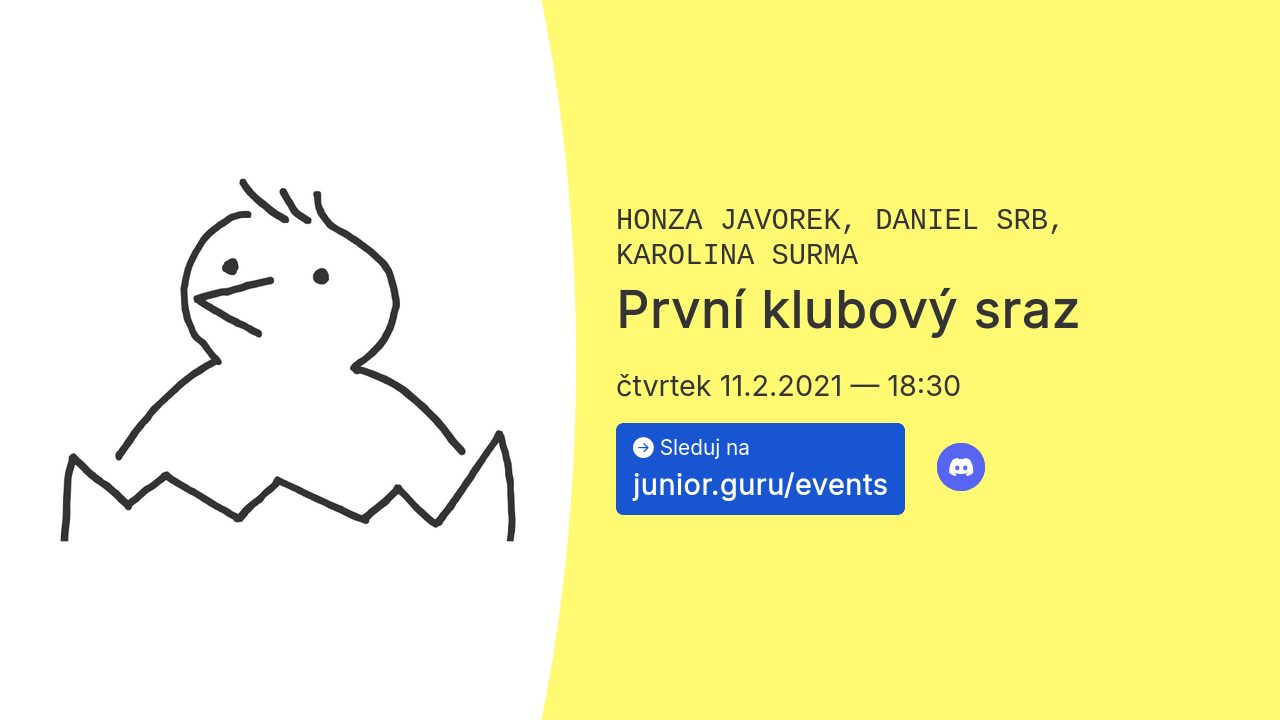 HONZA JAVOREK, DANIEL SRB,
KAROLINA SURMA
První klubový sraz
čtvrtek 11.2.2021 — 18:30
Sleduj na
junior.guru/events